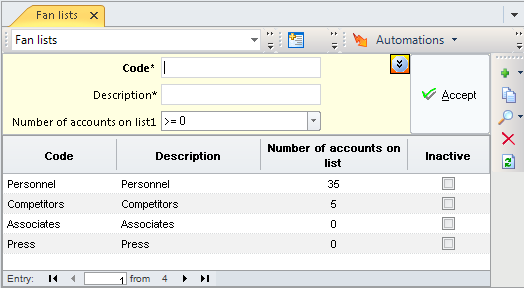 Fan lists
Fan lists
Automations
Code*
Description*
Accept
Number of accounts on list1 >= 0
Code Description Number of accounts on list Inactive
Personnel Personnel 35
Competitors Competitors 5
Associates Associates 0
Press Press 0
Entry: 1 from 4